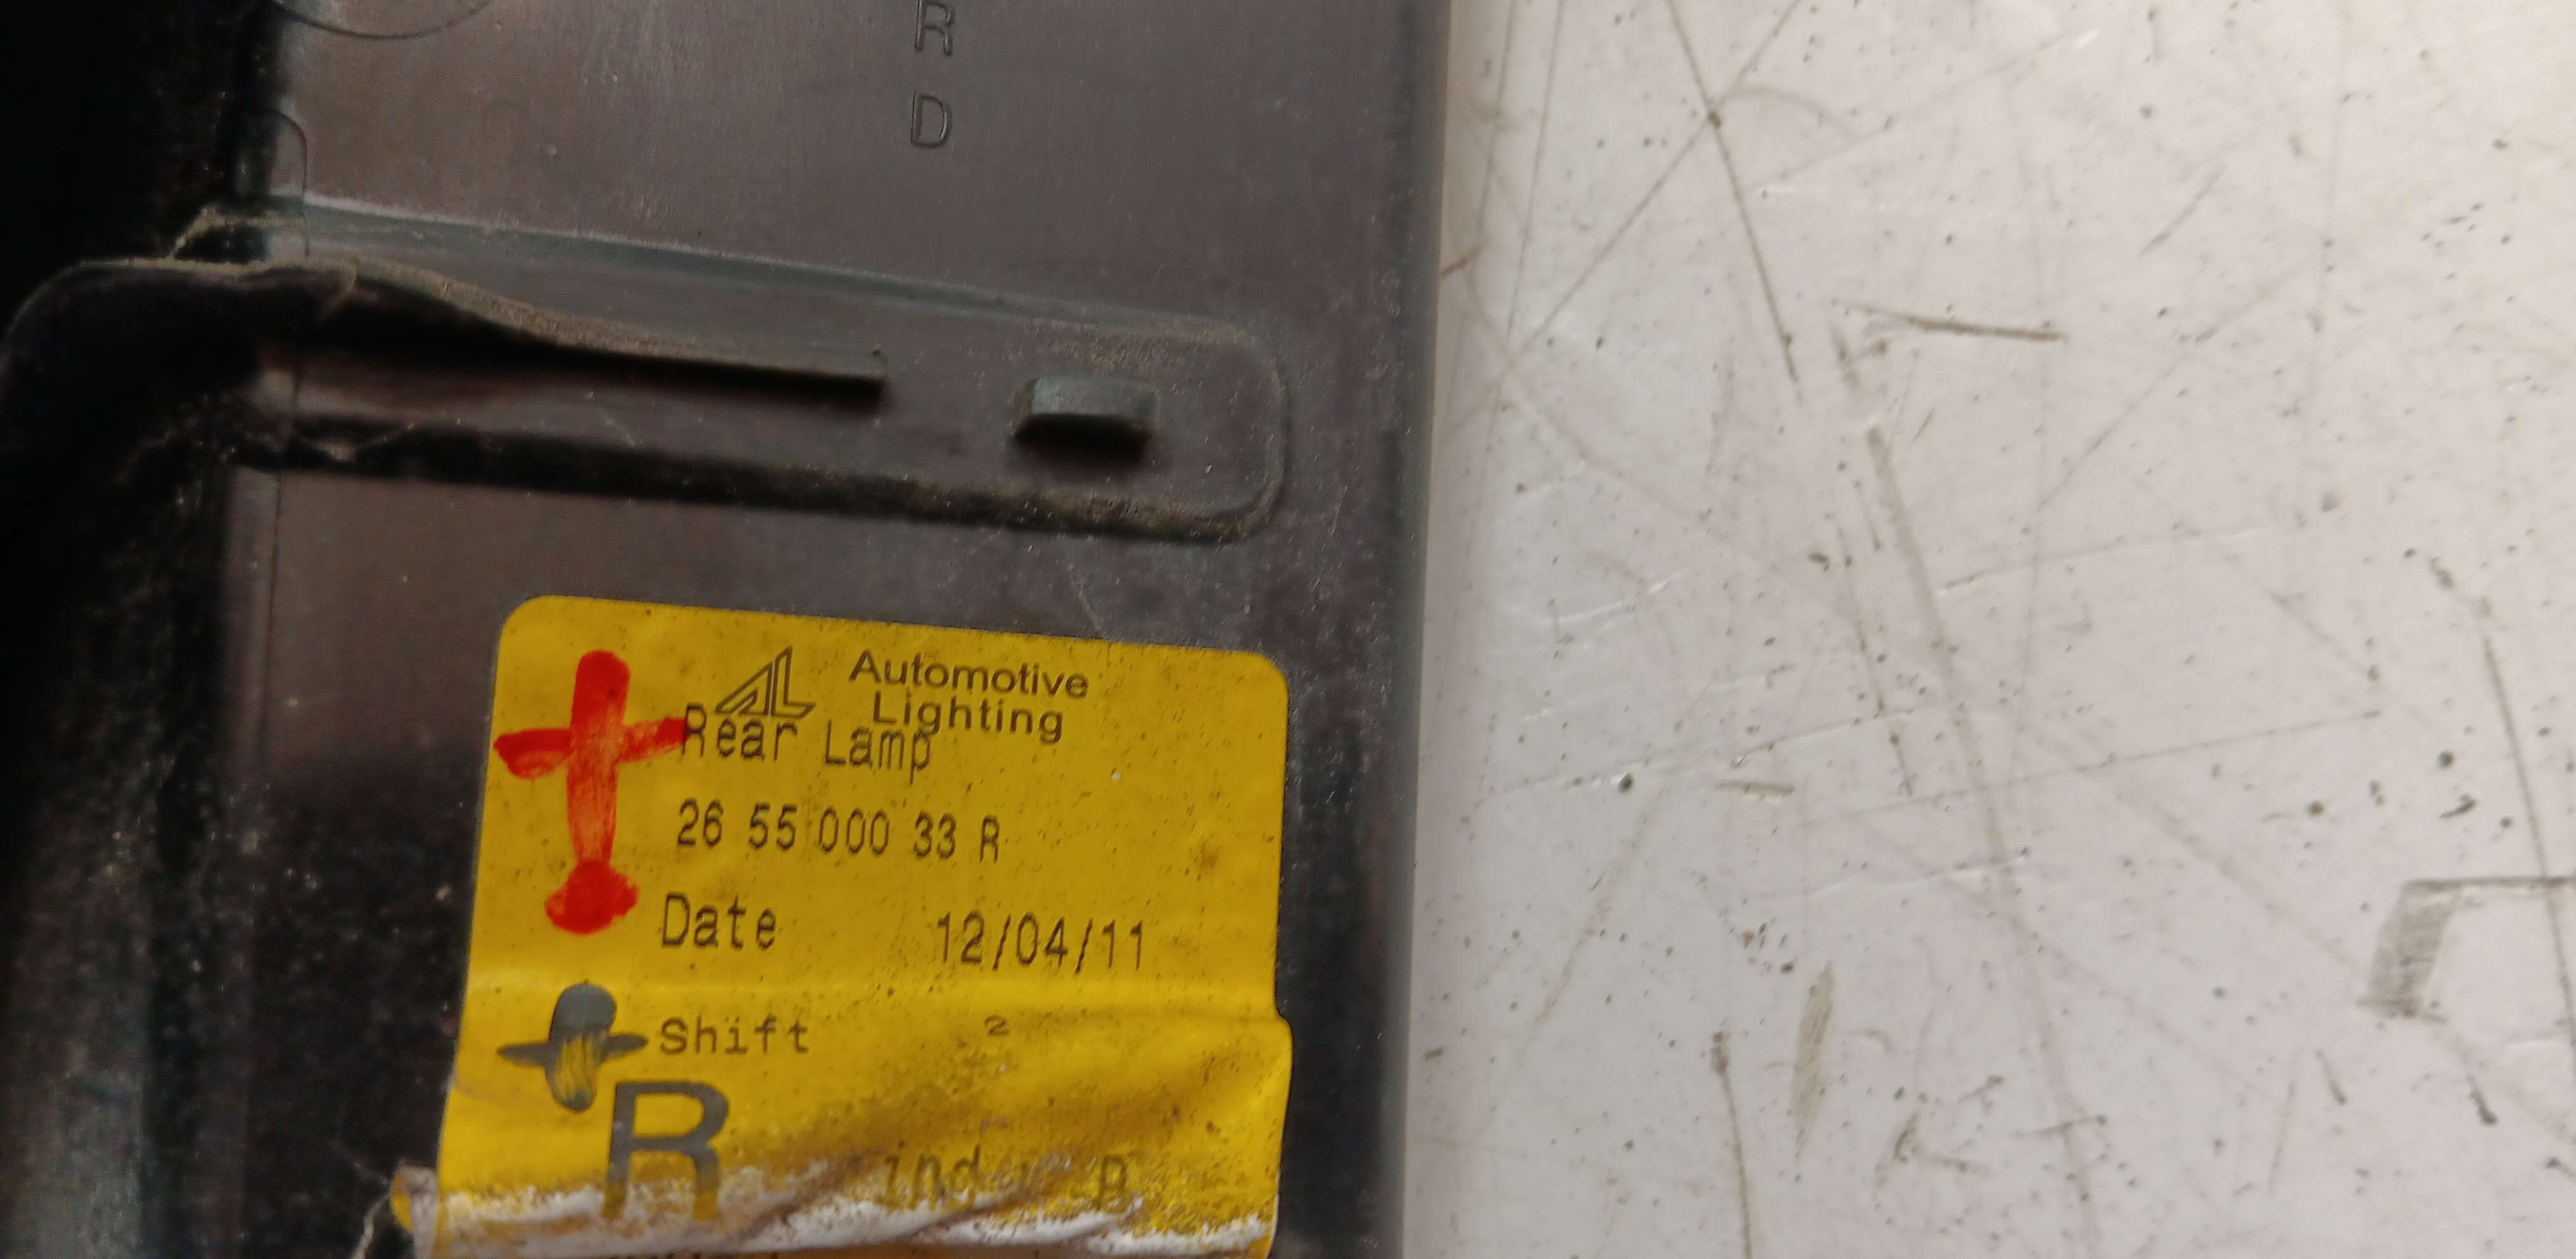 R
D
Automotive
Lighting
Rear Lamp
26 55 000 33 R
Date 12/04/11
Shift 2
R